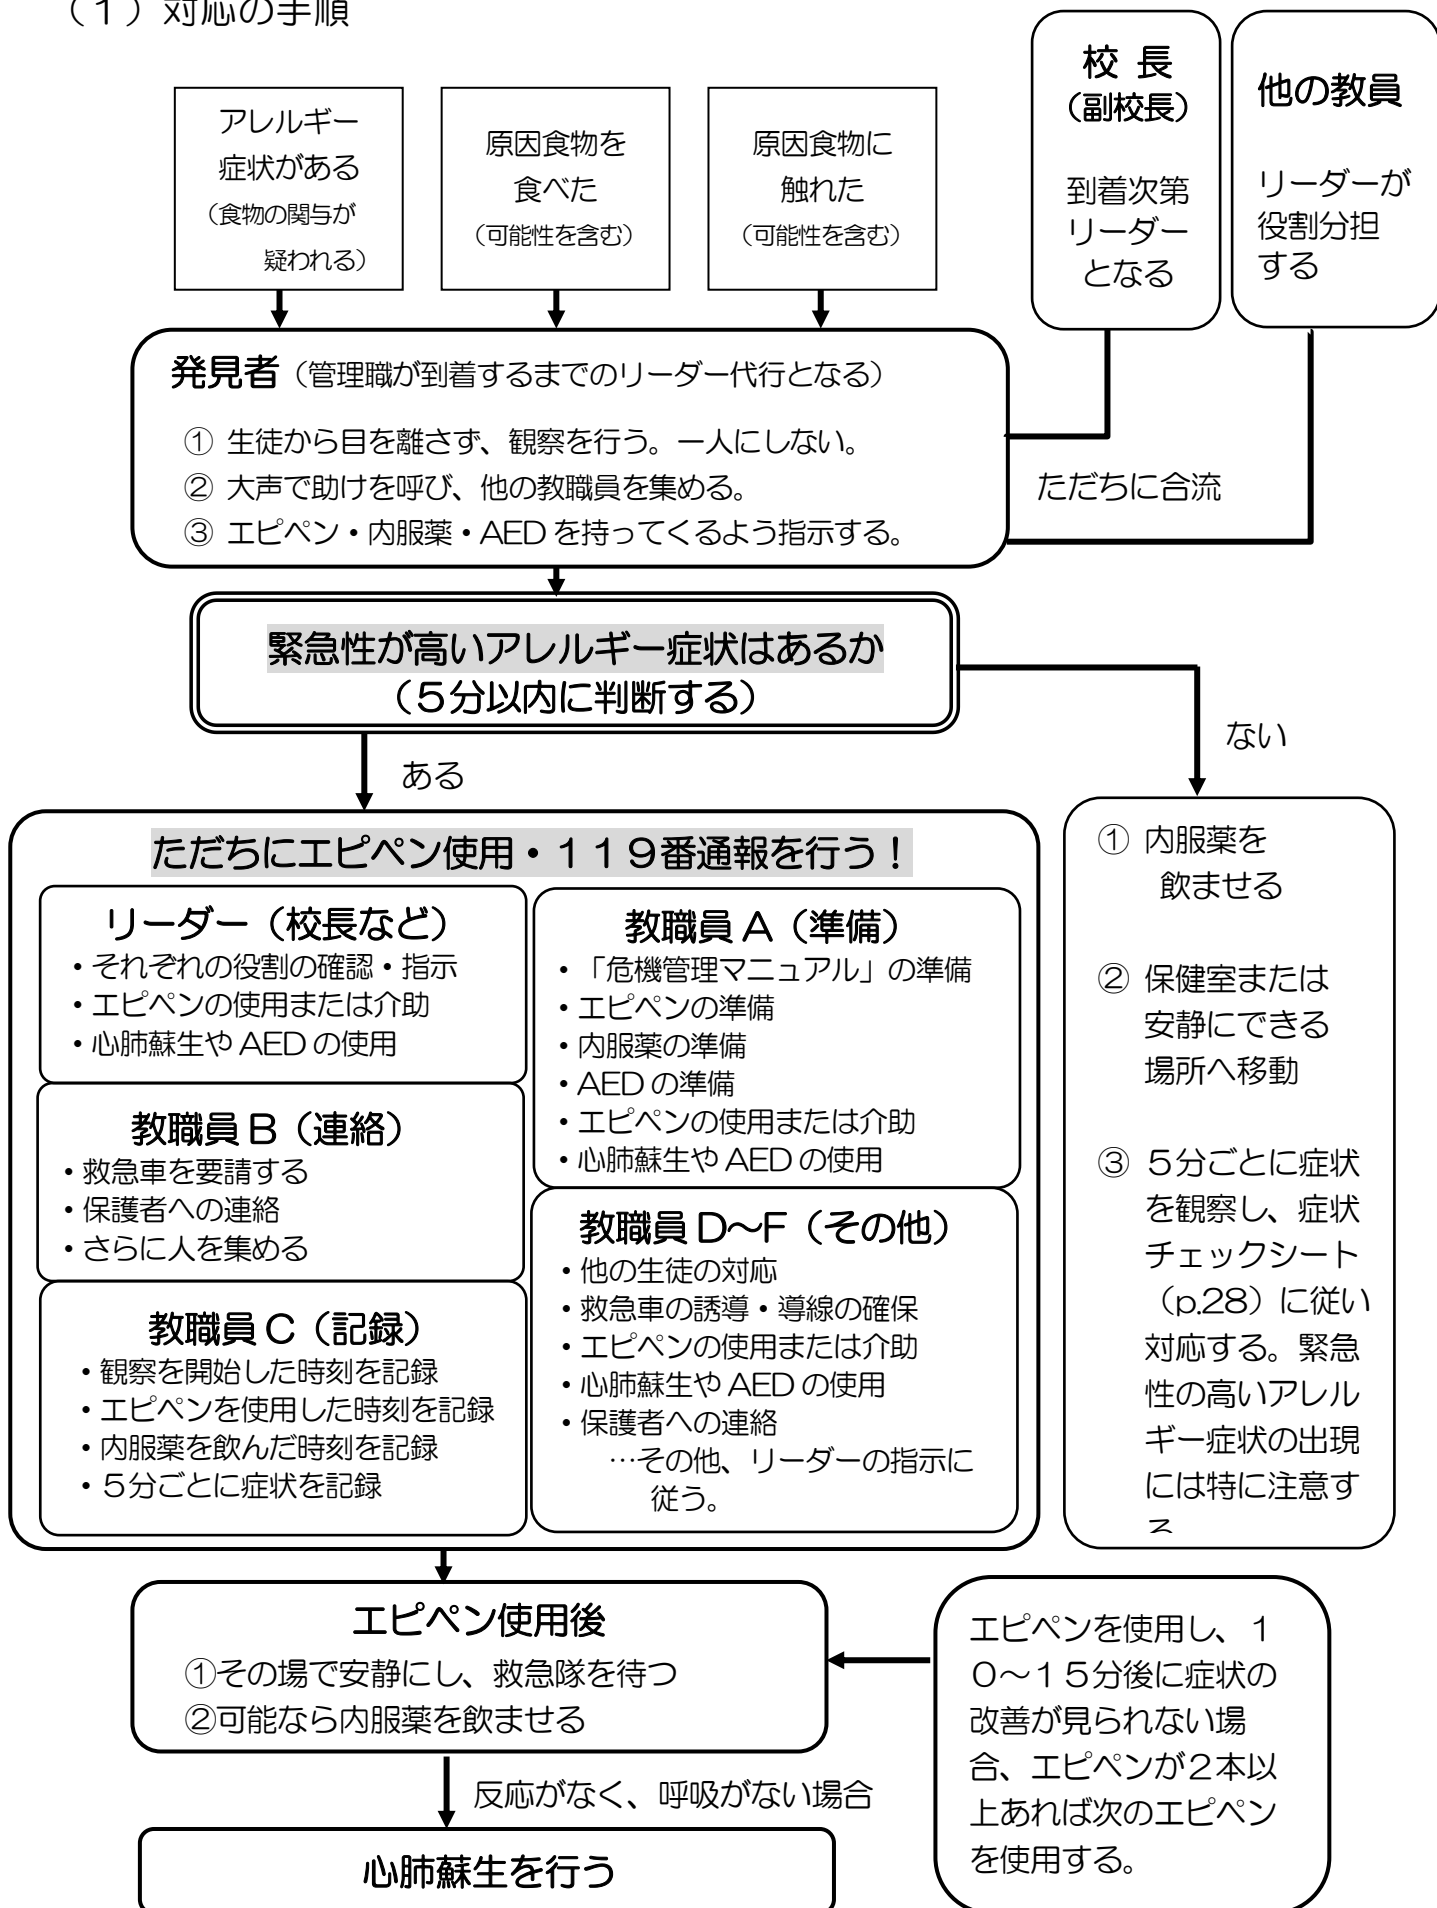 （１）対応の手順
校 長
（副校長）
到着次第
リーダー
となる
他の教員
リーダーが
役割分担
する
アレルギー
症状がある
（食物の関与が
疑われる）
原因食物を
食べた
（可能性を含む）
原因食物に
触れた
（可能性を含む）
発見者（管理職が到着するまでのリーダー代行となる）
① 生徒から目を離さず、観察を行う。一人にしない。
② 大声で助けを呼び、他の教職員を集める。
③ エピペン・内服薬・AEDを持ってくるよう指示する。
ただちに合流
緊急性が高いアレルギー症状はあるか
（５分以内に判断する）
ある
ない
ただちにエピペン使用・１１９番通報を行う！
リーダー（校長など）
・それぞれの役割の確認・指示
・エピペンの使用または介助
・心肺蘇生や AED の使用
教職員 B（連絡）
・救急車を要請する
・保護者への連絡
・さらに人を集める
教職員 C（記録）
・観察を開始した時刻を記録
・エピペンを使用した時刻を記録
・内服薬を飲んだ時刻を記録
・５分ごとに症状を記録
教職員 A（準備）
・「危機管理マニュアル」の準備
・エピペンの準備
・内服薬の準備
・AED の準備
・エピペンの使用または介助
・心肺蘇生や AED の使用
教職員 D～F（その他）
・他の生徒の対応
・救急車の誘導・導線の確保
・エピペンの使用または介助
・心肺蘇生や AED の使用
・保護者への連絡
…その他、リーダーの指示に
従う。
① 内服薬を
飲ませる
② 保健室または
安静にできる
場所へ移動
③ ５分ごとに症状
を観察し、症状
チェックシート
（p.28）に従い
対応する。緊急
性の高いアレル
ギー症状の出現
には特に注意す
る
エピペン使用後
①その場で安静にし、救急隊を待つ
②可能なら内服薬を飲ませる
エピペンを使用し、１
０～１５分後に症状の
改善が見られない場
合、エピペンが２本以
上あれば次のエピペン
を使用する。
反応がなく、呼吸がない場合
心肺蘇生を行う